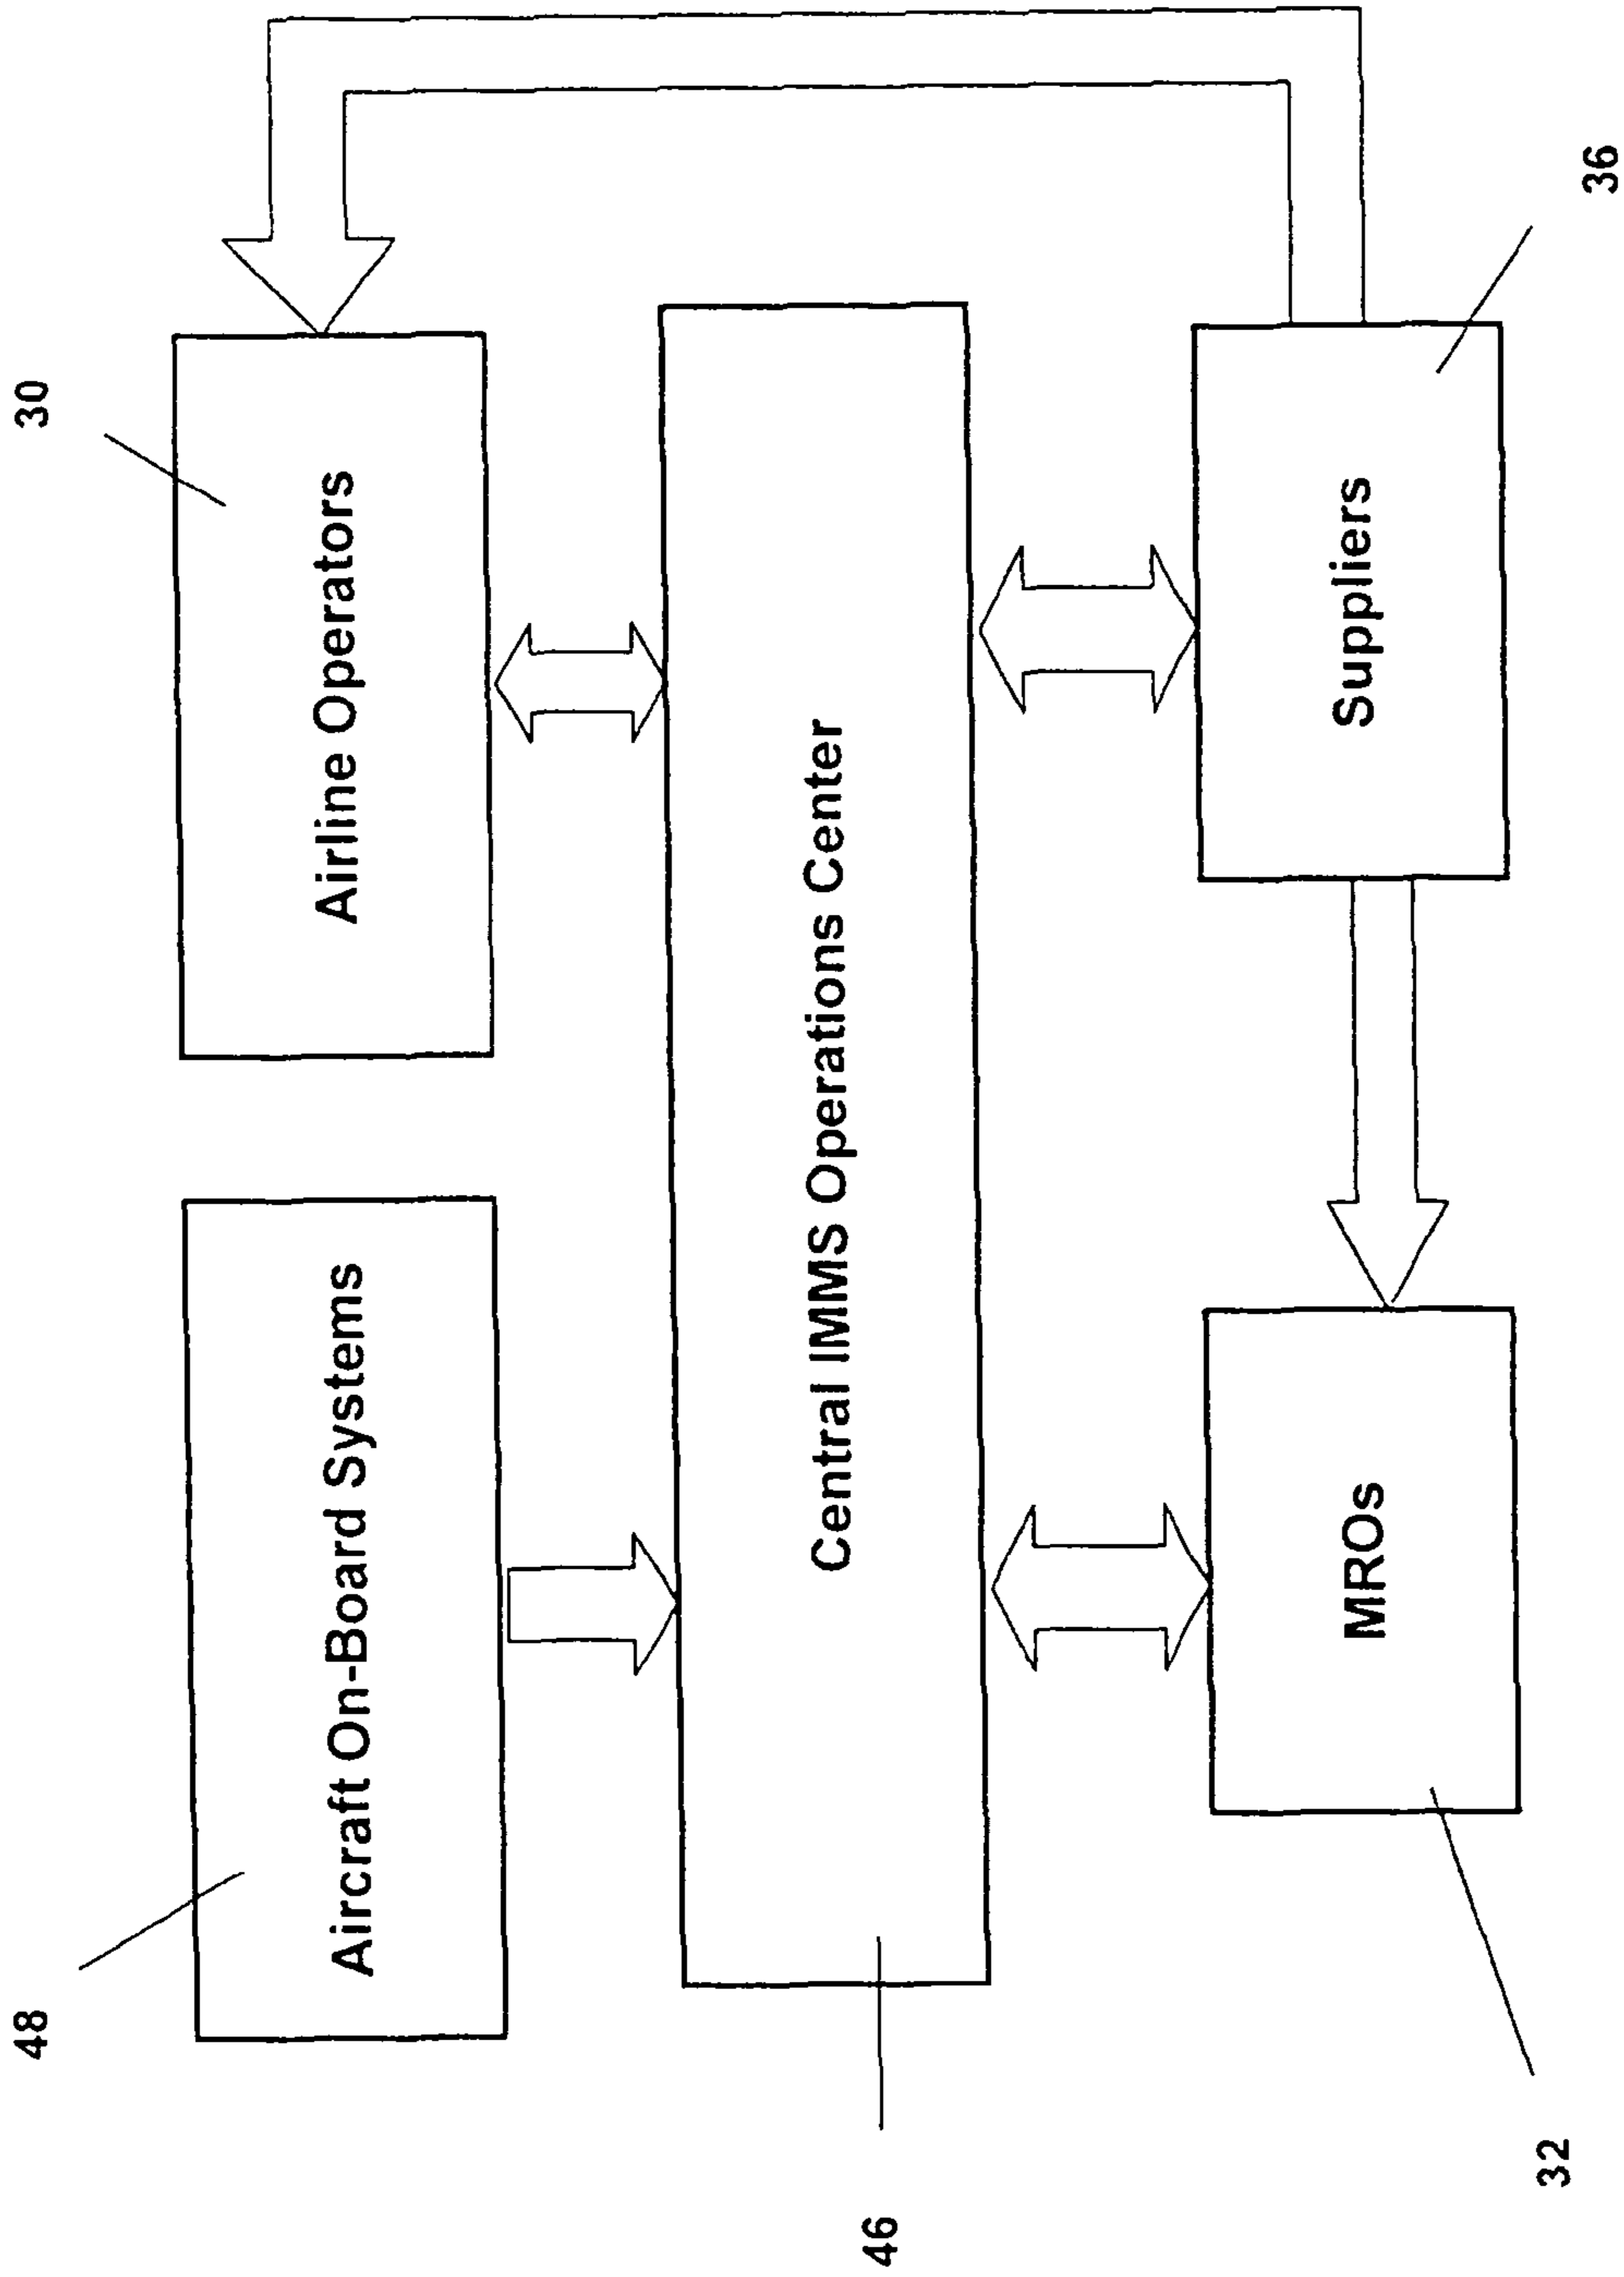 48
30
Aircraft On-Board Systems
Airline Operators
Central IMMS Operations Center
46
MROs
Suppliers
32
36